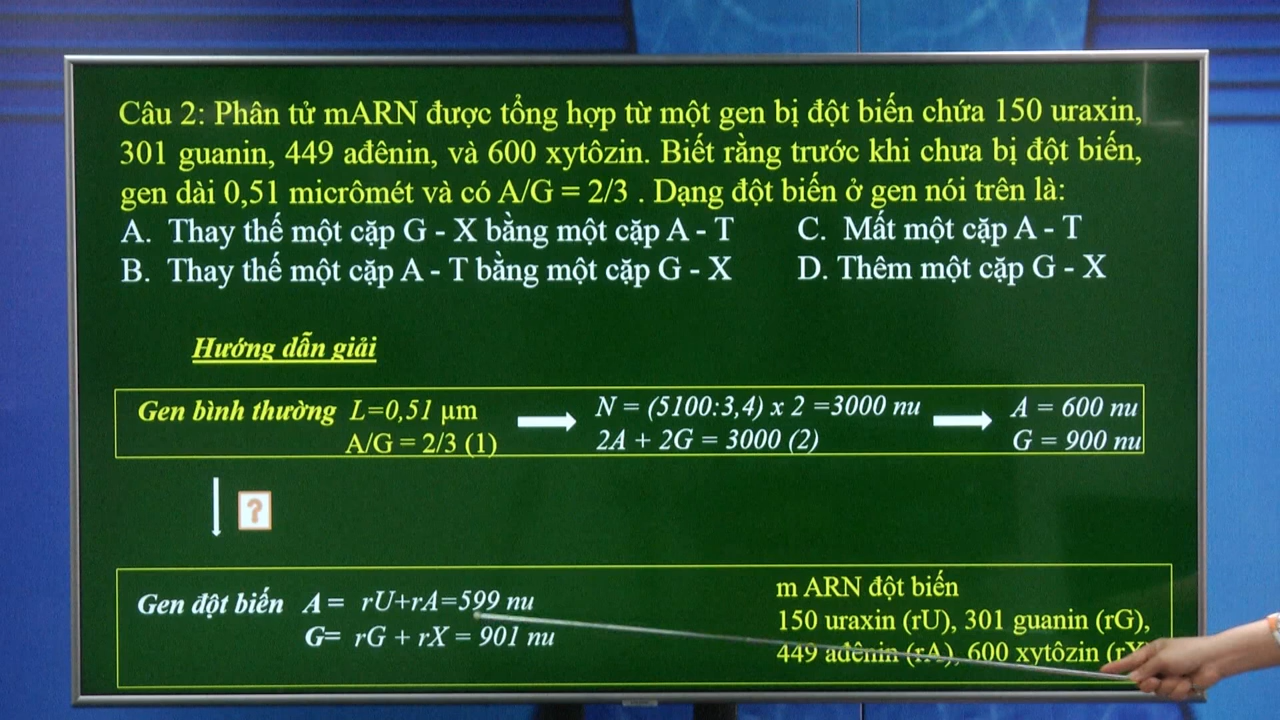 Câu 2: Phân tử mARN được tổng hợp từ một gen bị đột biến chứa 150 uraxin,
301 guanin, 449 ađênin, và 600 xytôzin. Biết rằng trước khi chưa bị đột biến,
gen dài 0,51 micrômét và có A/G = 2/3 . Dạng đột biến ở gen nói trên là:
A. Thay thế một cặp G - X bằng một cặp A - T
C. Mất một cặp A - T
B. Thay thế một cặp A - T bằng một cặp G - X
D. Thêm một cặp G - X
Hướng dẫn giải
Gen bình thường L=0,51 µm
A/G = 2/3 (1)
N = (5100:3,4) x 2 =3000 nu
2A + 2G = 3000 (2)
A = 600 nu
G = 900 nu
?
Gen đột biến A = rU+rA=599 nu
G= rG + rX = 901 nu
m ARN đột biến
150 uraxin (rU), 301 guanin (rG),
449 ađênin (rA), 600 xytôzin (rX